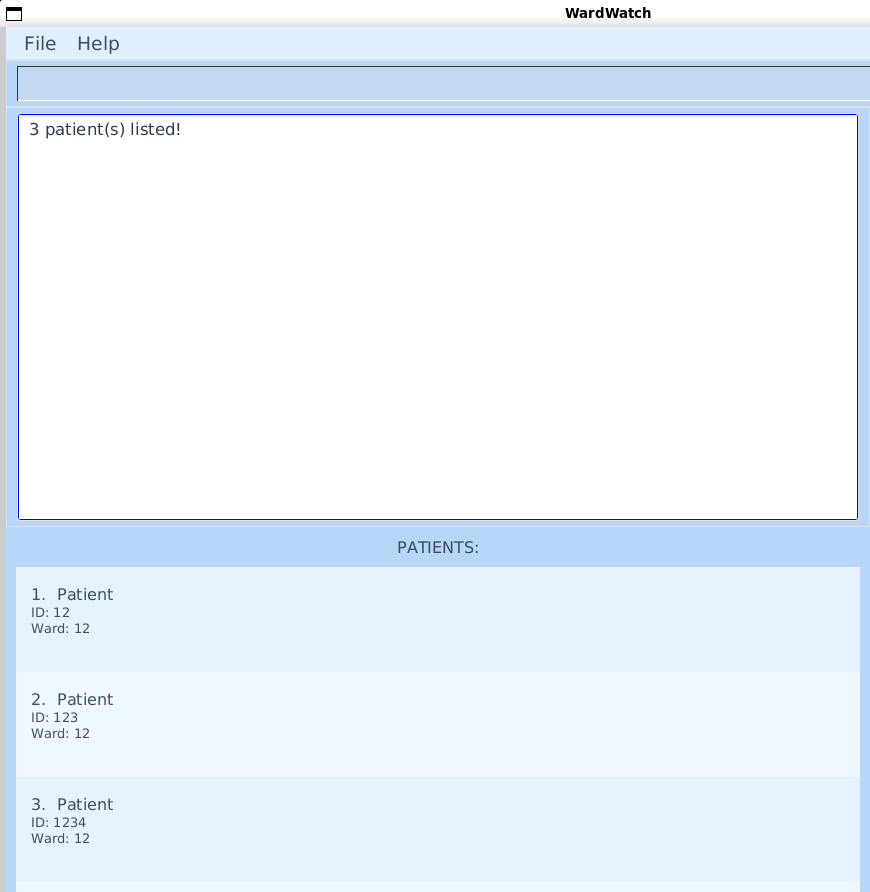 WardWatch
File Help
3 patient(s) listed!
PATIENTS:
1. Patient
ID: 12
Ward: 12
2. Patient
ID: 123
Ward: 12
3. Patient
ID: 1234
Ward: 12